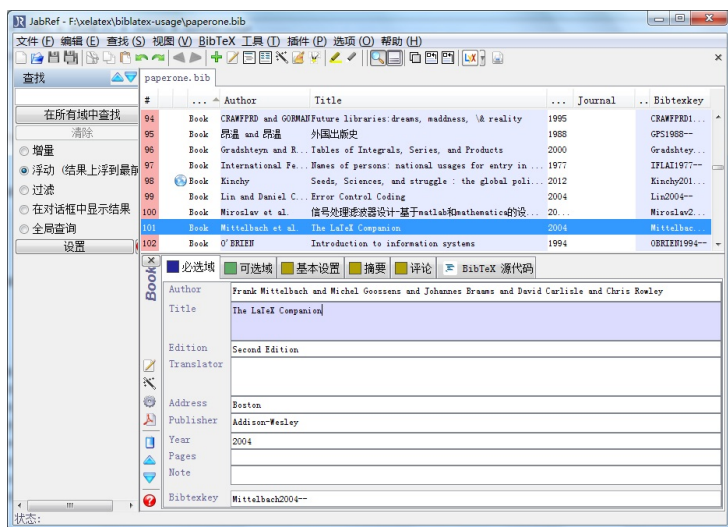 JabRef - F:\xelatex\biblatex-usage\paperone.bib
文件 (F) 编辑 (E) 查找 (S) 视图 (V) BibTeX 工具 (T) 插件 (P) 选项 (O) 帮助 (H)
查找
paperone.bib
# ... Author Title ... Journal .. Bibtexkey
94 Book CRAWFPRD and GORMAN Future libraries:dreams, maddness, \& reality 1995 CRAWFPRD1...
95 Book 昂温 and 昂温 外国出版史 1988 GPS1988--
96 Book Gradshteyn and R... Tables of Integrals, Series, and Products 2000 Gradshtey...
97 Book International Fe... Names of persons: national usages for entry in ... 1977 IFLAI1977--
98 Book Kinchy Seeds, Sciences, and struggle : the global poli... 2012 Kinchy201...
99 Book Lin and Daniel C... Error Control Coding 2004 Lin2004--
100 Book Miroslav et al. 信号处理滤波器设计-基于matlab和mathematica的设... 20... Miroslav2...
101 Book Mittelbach et al. The LaTeX Companion 2004 Mittelbac...
102 Book O'BRIEN Introduction to information systems 1994 OBRIEN1994--
在所有域中查找
清除
增量
浮动 (结果上浮到最前
过滤
在对话框中显示结果
全局查询
设置
Book
必选域 可选域 基本设置 摘要 评论 BibTeX 源代码
Author Frank Mittelbach and Michel Goossens and Johannes Braams and David Carlisle and Chris Rowley
Title The LaTeX Companion
Edition Second Edition
Translator
Address Boston
Publisher Addison-Wesley
Year 2004
Pages
Note
Bibtexkey Mittelbach2004--
状态: